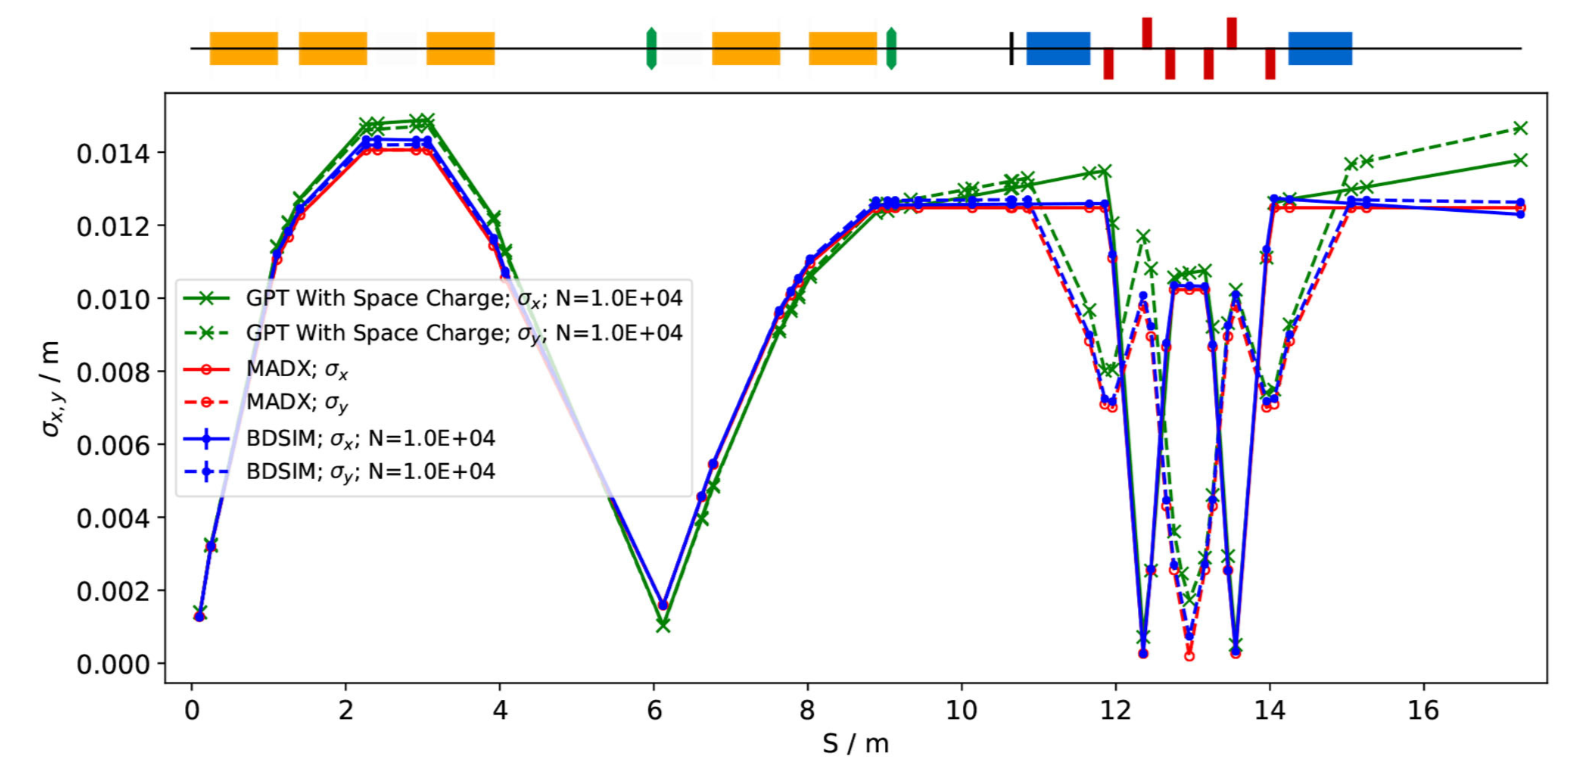 0.014
0.012
0.010
0.008
0.006
0.004
0.002
0.000
σx,y / m
GPT With Space Charge; σx; N=1.0E+04
GPT With Space Charge; σy; N=1.0E+04
MADX; σx
MADX; σy
BDSIM; σx; N=1.0E+04
BDSIM; σy; N=1.0E+04
0 2 4 6 8 10 12 14 16
S / m